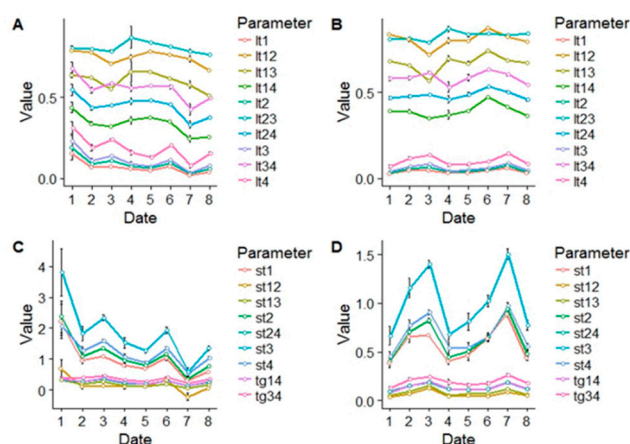 A
Parameter
Value
0.5
0.0
1 2 3 4 5 6 7 8
Date
lt1
lt12
lt13
lt14
lt2
lt23
lt24
lt3
lt34
lt4
B
Parameter
Value
0.5
0.0
1 2 3 4 5 6 7 8
Date
lt1
lt12
lt13
lt14
lt2
lt23
lt24
lt3
lt34
lt4
C
Parameter
Value
4
3
2
1
0
1 2 3 4 5 6 7 8
Date
st1
st12
st13
st2
st24
st3
st4
tg14
tg34
D
Parameter
Value
1.5
1.0
0.5
0.0
1 2 3 4 5 6 7 8
Date
st1
st12
st13
st2
st24
st3
st4
tg14
tg34